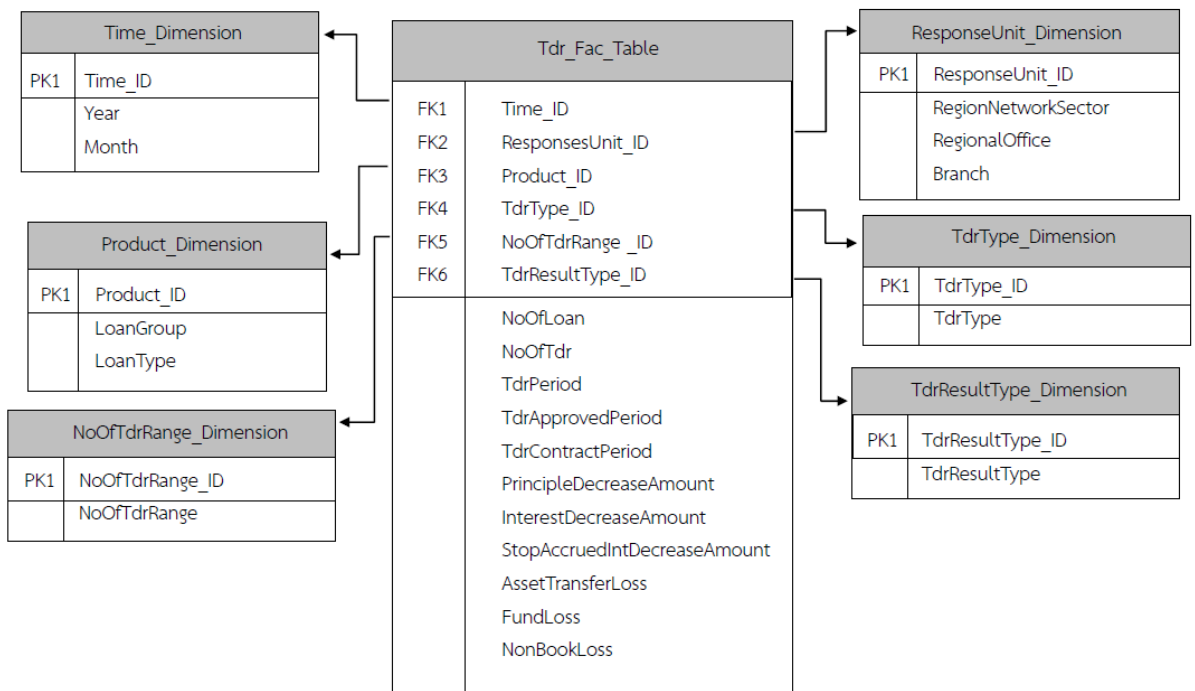 Time_Dimension
PK1 Time_ID
Year
Month
Product_Dimension
PK1 Product_ID
LoanGroup
LoanType
NoOfTdrRange_Dimension
PK1 NoOfTdrRange_ID
NoOfTdrRange
Tdr_Fac_Table
FK1 Time_ID
FK2 ResponsesUnit_ID
FK3 Product_ID
FK4 TdrType_ID
FK5 NoOfTdrRange _ID
FK6 TdrResultType_ID
NoOfLoan
NoOfTdr
TdrPeriod
TdrApprovedPeriod
TdrContractPeriod
PrincipleDecreaseAmount
InterestDecreaseAmount
StopAccruedIntDecreaseAmount
AssetTransferLoss
FundLoss
NonBookLoss
ResponseUnit_Dimension
PK1 ResponseUnit_ID
RegionNetworkSector
RegionalOffice
Branch
TdrType_Dimension
PK1 TdrType_ID
TdrType
TdrResultType_Dimension
PK1 TdrResultType_ID
TdrResultType